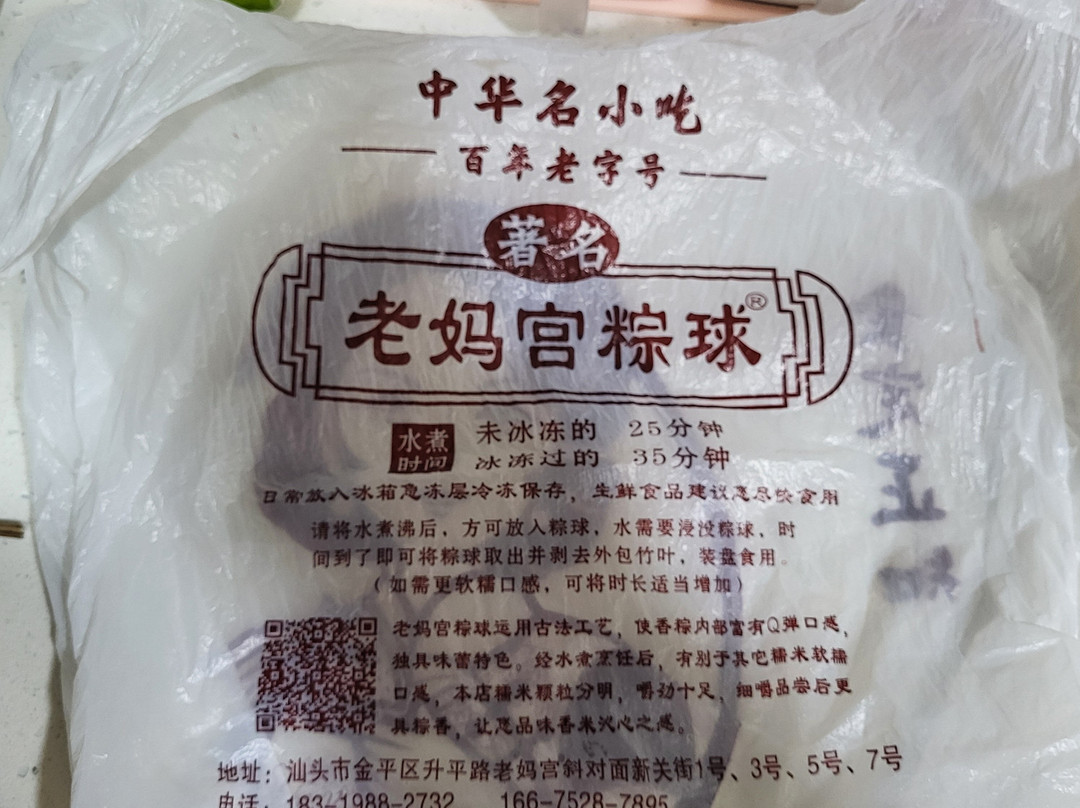 中华名小吃
百年老字号
著名
老妈宫粽球®
水煮时间
未冰冻的 25分钟
冰冻过的 35分钟
日常放入冰箱急冻层冷冻保存，生鲜食品建议您尽快食用
请将水煮沸后，方可放入粽球，水需要浸没粽球，时
间到了即可将粽球取出并剥去外包竹叶，装盘食用。
（如需更软糯口感，可将时长适当增加）
老妈宫粽球运用古法工艺，使香粽内部富有Q弹口感，
独具味蕾特色。经水煮烹饪后，有别于其它糯米软糯
口感，本店糯米颗粒分明，嚼劲十足，细嚼品尝后更
具粽香，让您品味香米沁心之感。
地址：汕头市金平区升平路老妈宫斜对面新关街1号、3号、5号、7号
电话：183-1988-2732 166-7528-7895